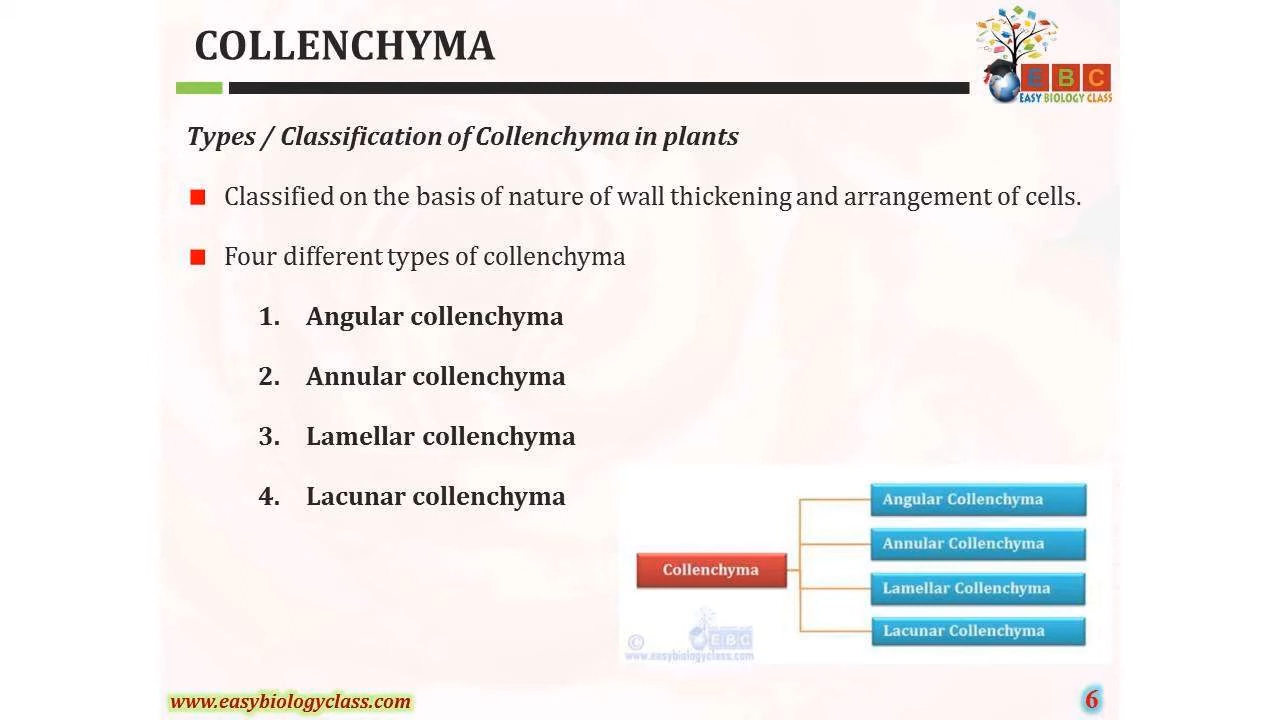 COLLENCHYMA
E B C
EASY BIOLOGY CLASS
Types / Classification of Collenchyma in plants
Classified on the basis of nature of wall thickening and arrangement of cells.
Four different types of collenchyma
1. Angular collenchyma
2. Annular collenchyma
3. Lamellar collenchyma
4. Lacunar collenchyma
Collenchyma
Angular Collenchyma
Annular Collenchyma
Lamellar Collenchyma
Lacunar Collenchyma
© EBC
www.easybiologyclass.com
www.easybiologyclass.com
6